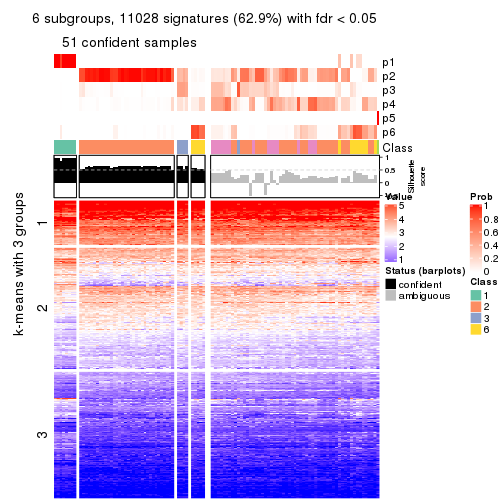 6 subgroups, 11028 signatures (62.9%) with fdr < 0.05
51 confident samples
p1
p2
p3
p4
p5
p6
Class
1
0.5
0
Silhouette
score
k-means with 3 groups
1
2
3
Value
5
4
3
2
1
Status (barplots)
confident
ambiguous
Prob
1
0.8
0.6
0.4
0.2
0
Class
1
2
3
6